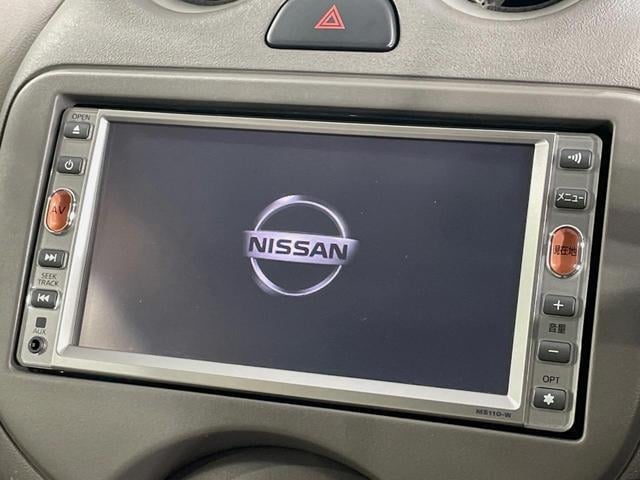 OPEN
AV
SEEK
TRACK
AUX
NISSAN
メニュー
現在地
+
音量
−
OPT
MS110-W